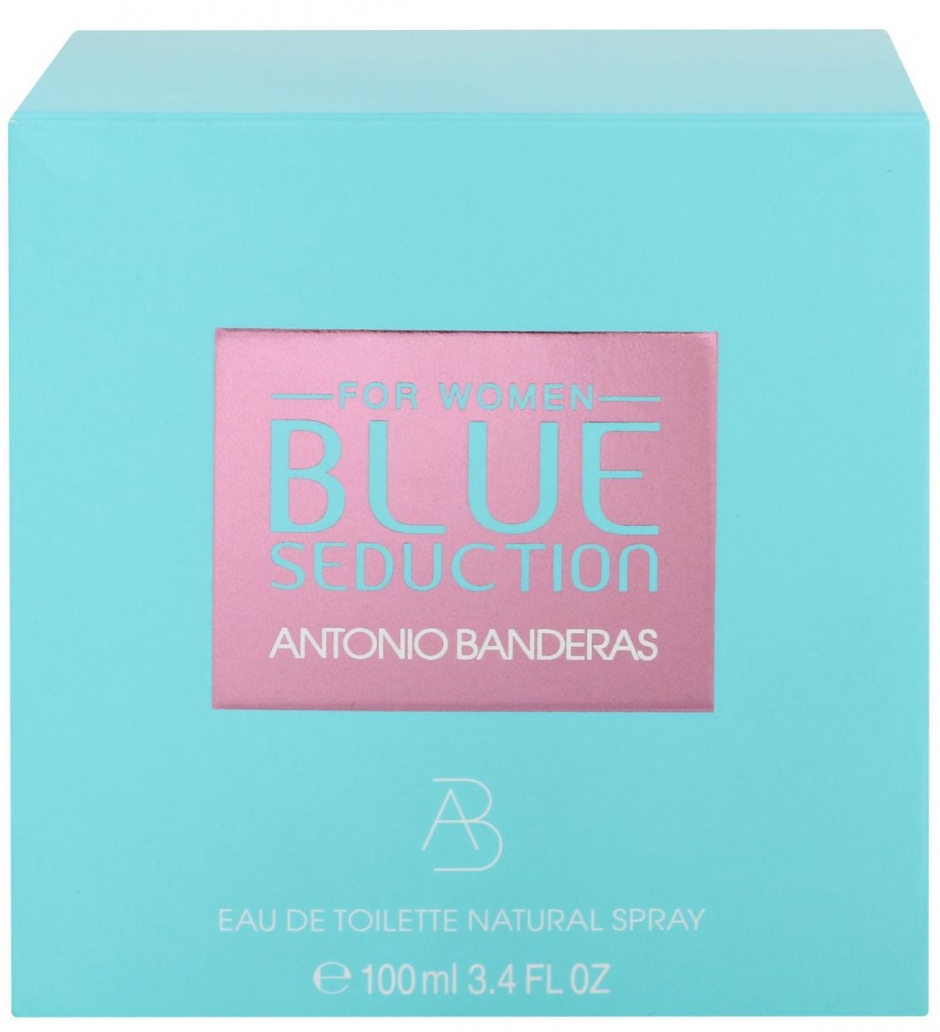 FOR WOMEN
BLUE
SEDUCTION
ANTONIO BANDERAS
AB
EAU DE TOILETTE NATURAL SPRAY
℮ 100 ml 3.4 FL OZ